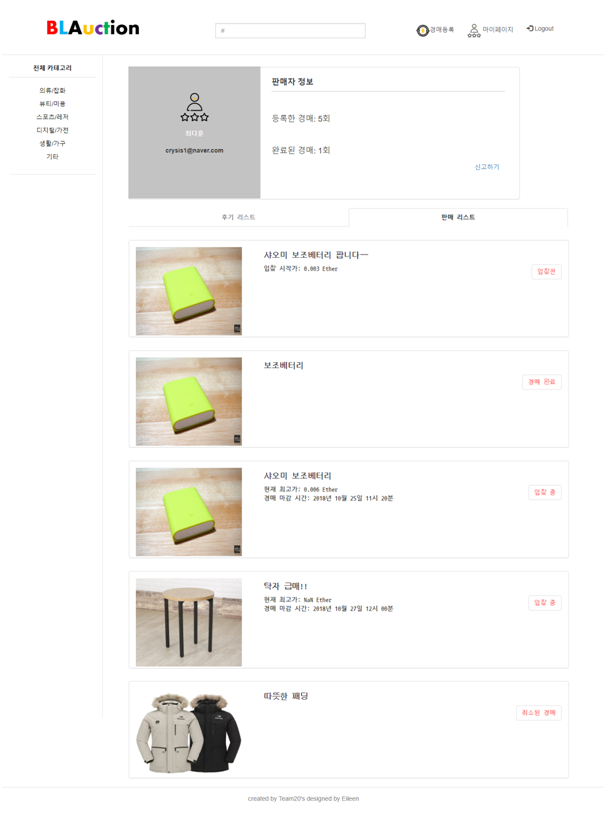 BLAuction
#
경매등록
마이페이지
Logout
전체 카테고리
의류/잡화
뷰티/미용
스포츠/레저
디지털/가전
생활/가구
기타
최다훈
crysis1@naver.com
판매자 정보
등록한 경매: 5회
완료된 경매: 1회
신고하기
후기 리스트
판매 리스트
샤오미 보조베터리 팝니다~~
입찰 시작가: 0.003 Ether
입찰전
보조베터리
경매 완료
샤오미 보조베터리
현재 최고가: 0.006 Ether
경매 마감 시간: 2018년 10월 25일 11시 20분
입찰 중
탁자 급매!!
현재 최고가: NaN Ether
경매 마감 시간: 2018년 10월 27일 12시 00분
입찰 중
따뜻한 패딩
취소된 경매
created by Team20's designed by Eileen